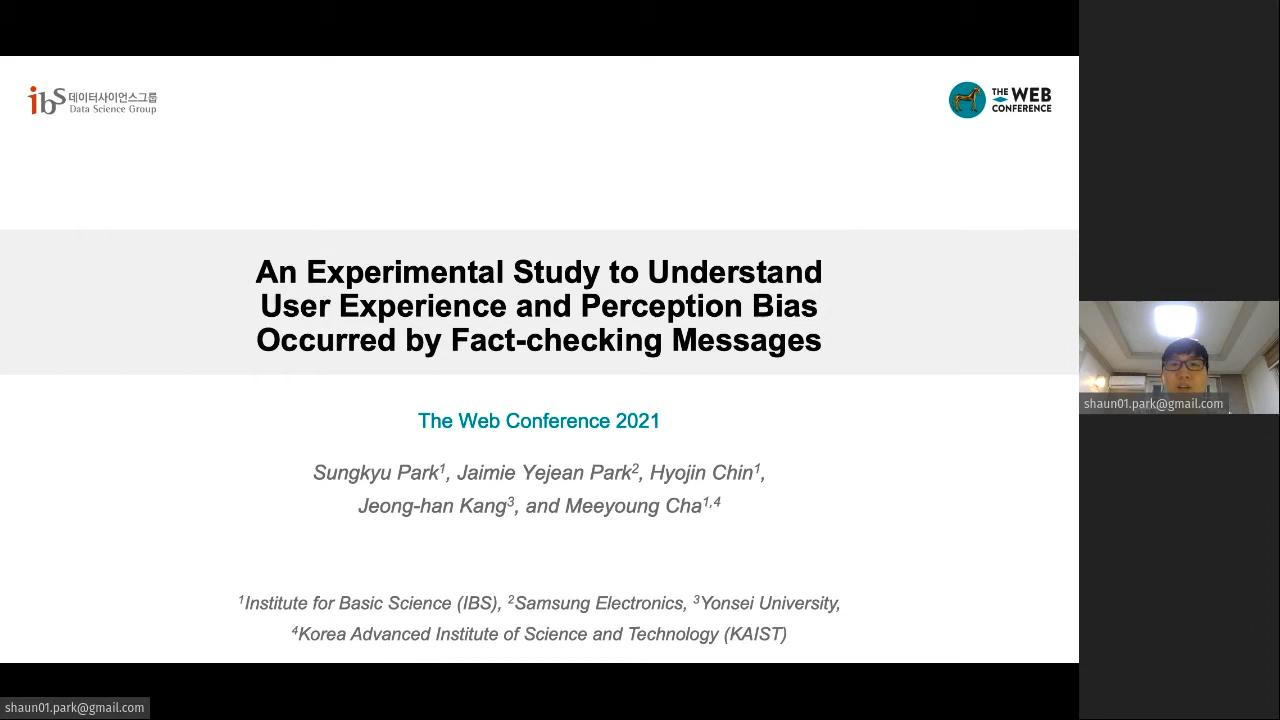 ibS 데이터사이언스그룹
Data Science Group
THE WEB
CONFERENCE
An Experimental Study to Understand
User Experience and Perception Bias
Occurred by Fact-checking Messages
The Web Conference 2021
Sungkyu Park¹, Jaimie Yejean Park², Hyojin Chin¹,
Jeong-han Kang³, and Meeyoung Cha¹,⁴
¹Institute for Basic Science (IBS), ²Samsung Electronics, ³Yonsei University,
⁴Korea Advanced Institute of Science and Technology (KAIST)
shaun01.park@gmail.com
shaun01.park@gmail.com